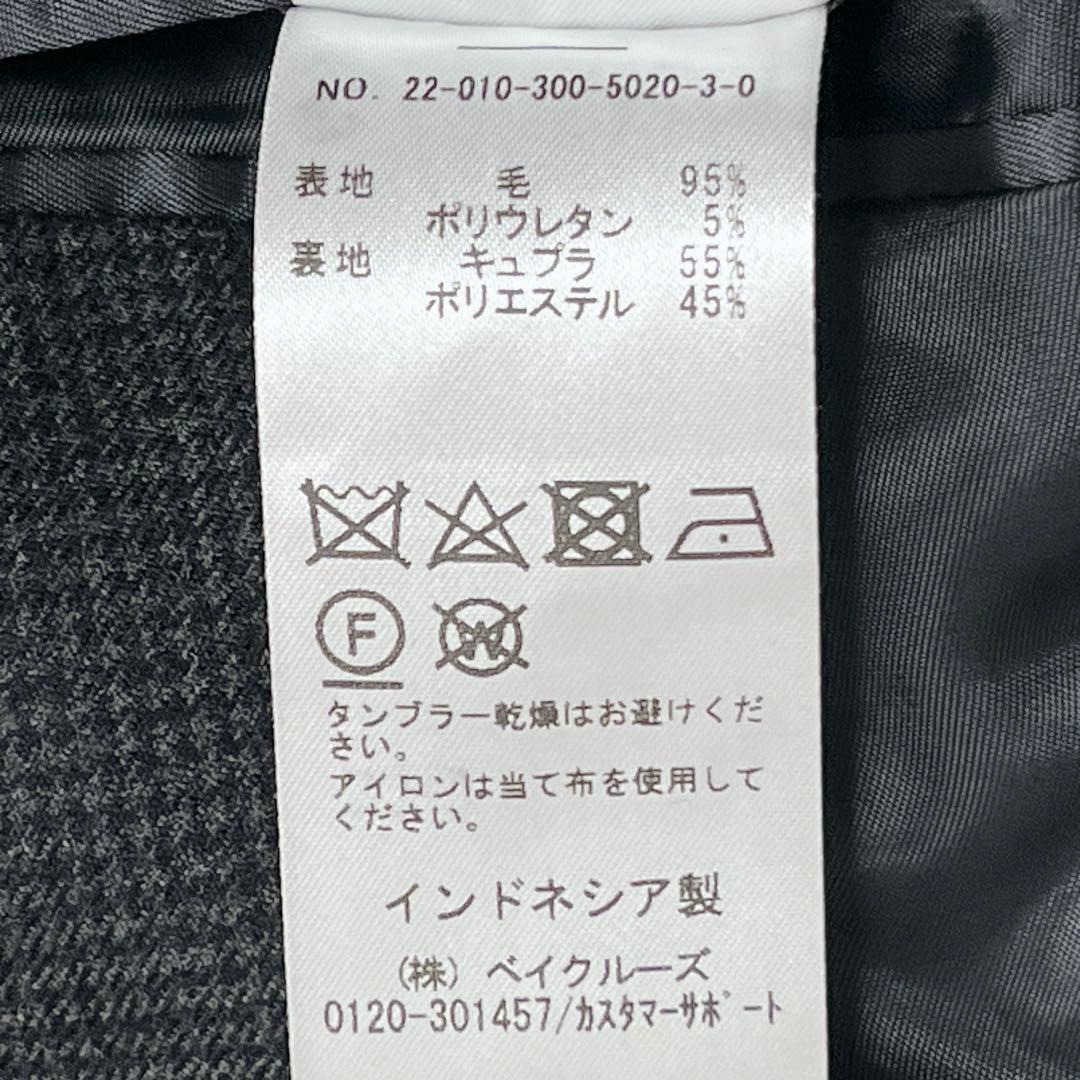 NO. 22-010-300-5020-3-0
表地 毛 95%
ポリウレタン 5%
裏地 キュプラ 55%
ポリエステル 45%
F W
タンブラー乾燥はお避けくだ
さい。
アイロンは当て布を使用して
ください。
インドネシア製
(株) ベイクルーズ
0120-301457/カスタマーサポート